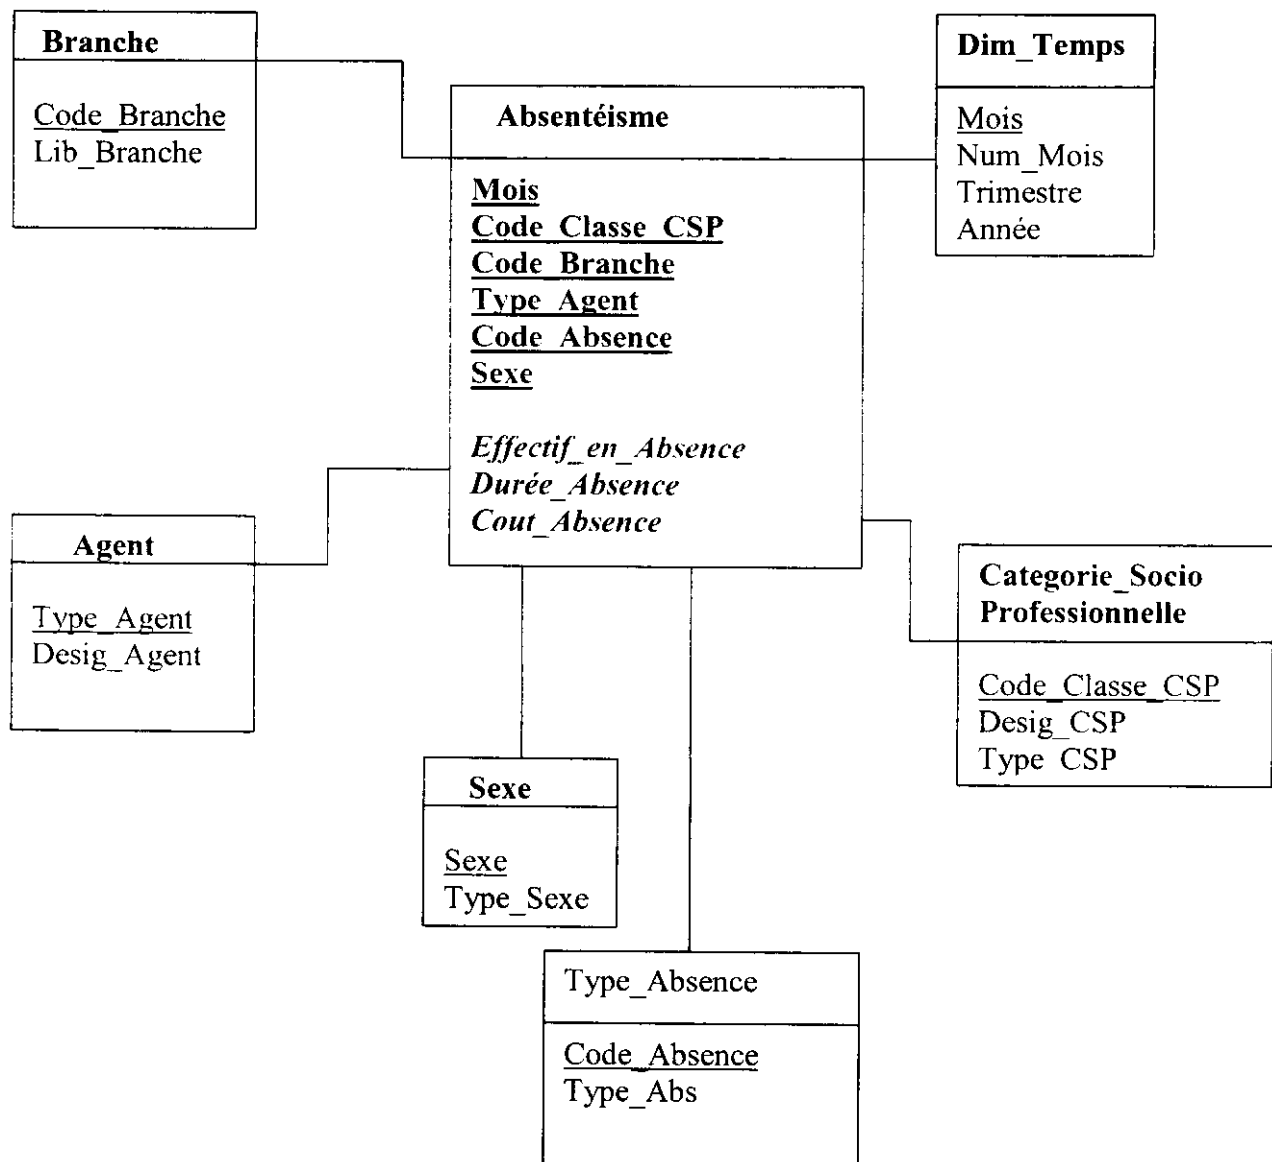 Branche
Code_Branche
Lib_Branche
Absentéisme
Mois
Code_Classe_CSP
Code_Branche
Type_Agent
Code_Absence
Sexe
Effectif_en_Absence
Durée_Absence
Cout_Absence
Dim_Temps
Mois
Num_Mois
Trimestre
Année
Agent
Type_Agent
Desig_Agent
Categorie_Socio
Professionnelle
Code_Classe_CSP
Desig_CSP
Type_CSP
Sexe
Sexe
Type_Sexe
Type_Absence
Code_Absence
Type_Abs